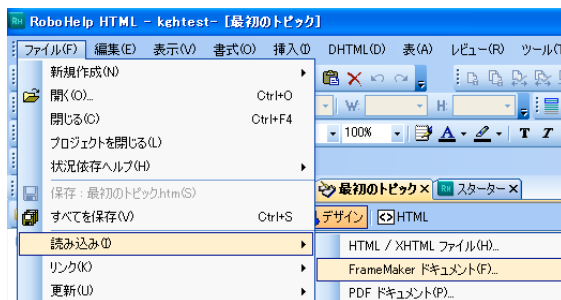 RoboHelp HTML - kghtest- [最初のトピック]
ファイル(F) 編集(E) 表示(V) 書式(O) 挿入(I) DHTML(D) 表(A) レビュー(R) ツール(T
新規作成(N)
開く(O)... Ctrl+O
W: H:
閉じる(C) Ctrl+F4
100% A T T
プロジェクトを閉じる(L)
状況依存ヘルプ(H)
保存 : 最初のトピック.htm(S)
最初のトピック × スターター ×
すべてを保存(V) Ctrl+S
デザイン HTML
読み込み(I)
HTML / XHTML ファイル(H)...
リンク(K)
FrameMaker ドキュメント(F)...
更新(U)
PDF ドキュメント(P)...